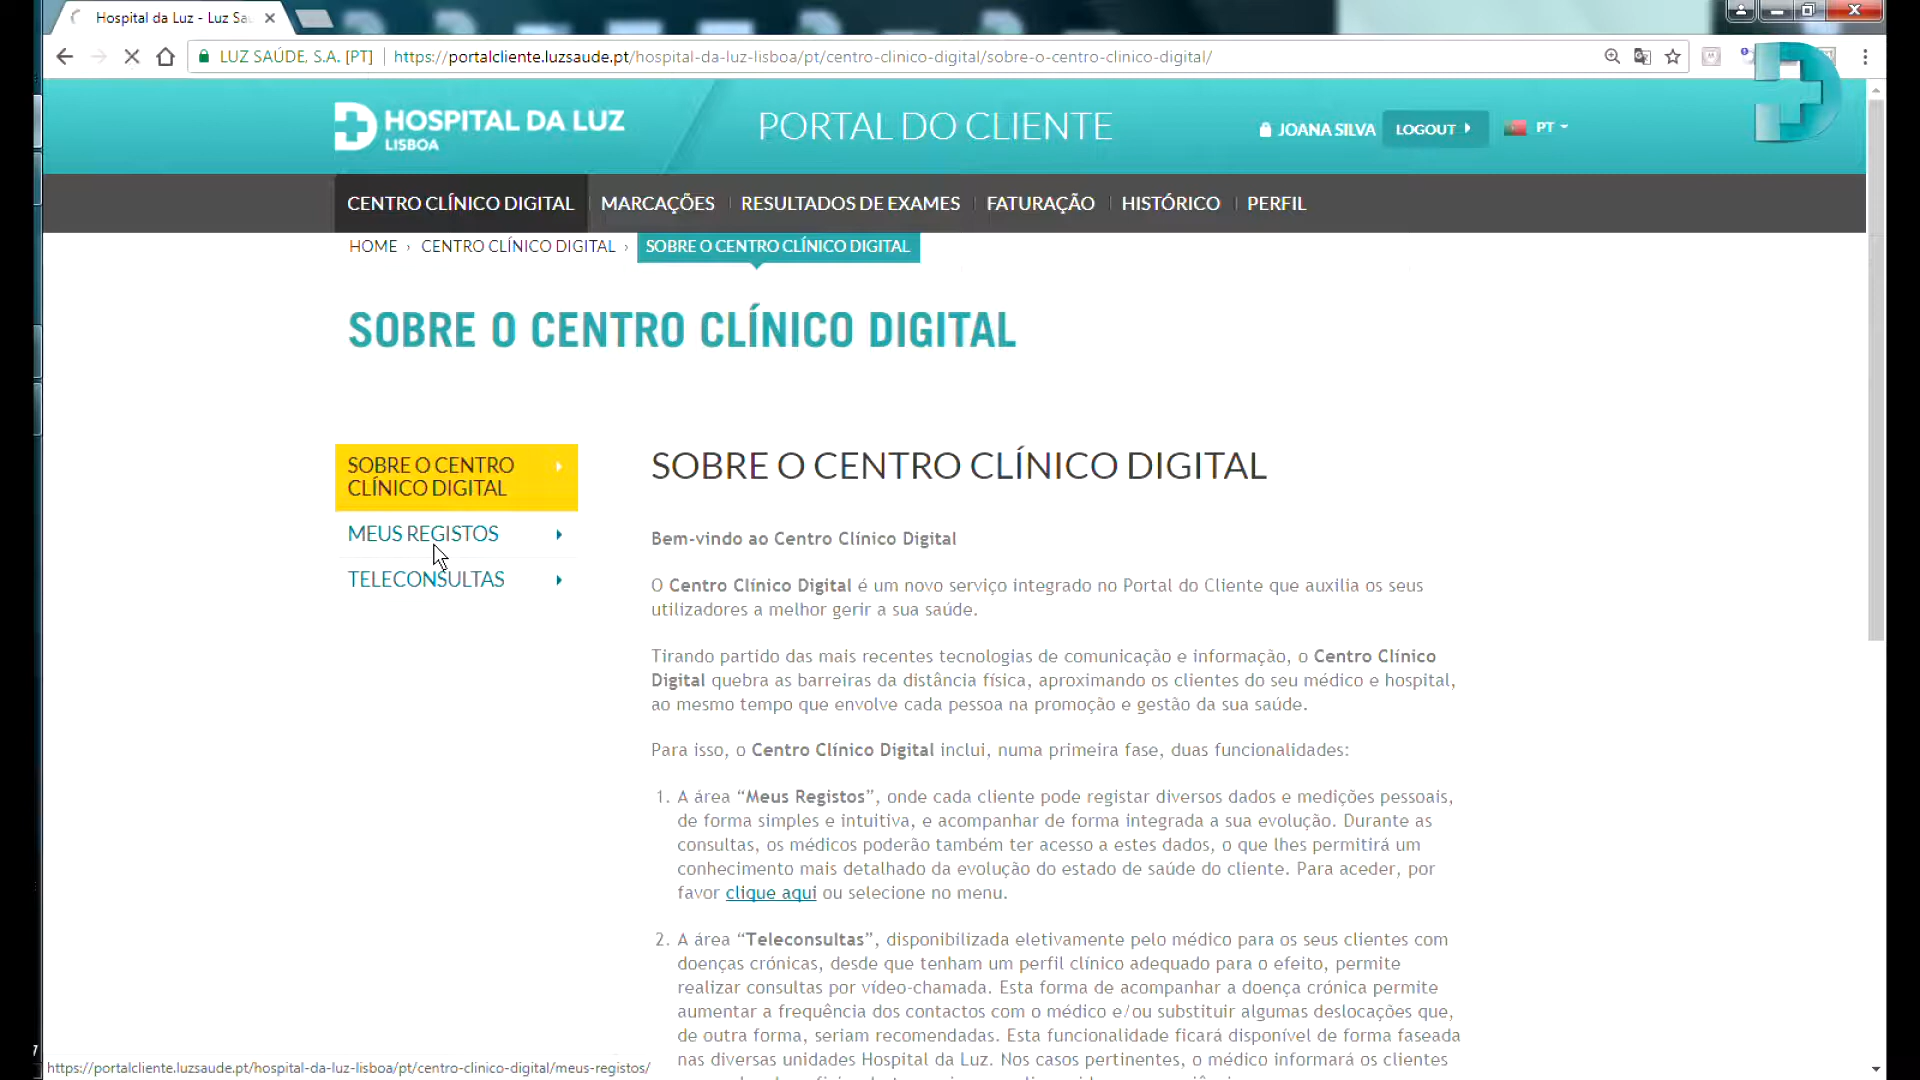 Hospital da Luz - Luz Sa
LUZ SAÚDE, S.A. [PT]
https://portalcliente.luzsaude.pt/hospital-da-luz-lisboa/pt/centro-clinico-digital/sobre-o-centro-clinico-digital/
HOSPITAL DA LUZ
LISBOA
PORTAL DO CLIENTE
JOANA SILVA
LOGOUT
PT
CENTRO CLÍNICO DIGITAL
MARCAÇÕES
RESULTADOS DE EXAMES
FATURAÇÃO
HISTÓRICO
PERFIL
HOME › CENTRO CLÍNICO DIGITAL › SOBRE O CENTRO CLÍNICO DIGITAL
SOBRE O CENTRO CLÍNICO DIGITAL
SOBRE O CENTRO
CLÍNICO DIGITAL
MEUS REGISTOS
TELECONSULTAS
SOBRE O CENTRO CLÍNICO DIGITAL
Bem-vindo ao Centro Clínico Digital
O Centro Clínico Digital é um novo serviço integrado no Portal do Cliente que auxilia os seus
utilizadores a melhor gerir a sua saúde.
Tirando partido das mais recentes tecnologias de comunicação e informação, o Centro Clínico
Digital quebra as barreiras da distância física, aproximando os clientes do seu médico e hospital,
ao mesmo tempo que envolve cada pessoa na promoção e gestão da sua saúde.
Para isso, o Centro Clínico Digital inclui, numa primeira fase, duas funcionalidades:
1. A área “Meus Registos”, onde cada cliente pode registar diversos dados e medições pessoais,
de forma simples e intuitiva, e acompanhar de forma integrada a sua evolução. Durante as
consultas, os médicos poderão também ter acesso a estes dados, o que lhes permitirá um
conhecimento mais detalhado da evolução do estado de saúde do cliente. Para aceder, por
favor clique aqui ou selecione no menu.
2. A área “Teleconsultas”, disponibilizada eletivamente pelo médico para os seus clientes com
doenças crónicas, desde que tenham um perfil clínico adequado para o efeito, permite
realizar consultas por vídeo-chamada. Esta forma de acompanhar a doença crónica permite
aumentar a frequência dos contactos com o médico e/ou substituir algumas deslocações que,
de outra forma, seriam recomendadas. Esta funcionalidade ficará disponível de forma faseada
nas diversas unidades Hospital da Luz. Nos casos pertinentes, o médico informará os clientes
https://portalcliente.luzsaude.pt/hospital-da-luz-lisboa/pt/centro-clinico-digital/meus-registos/